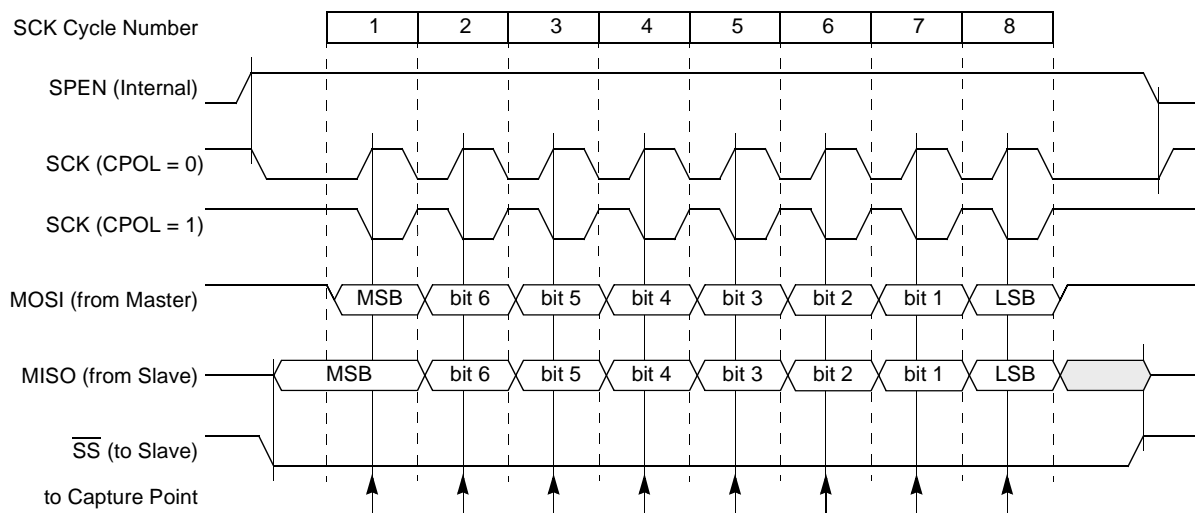 SCK Cycle Number 1 2 3 4 5 6 7 8
SPEN (Internal)
SCK (CPOL = 0)
SCK (CPOL = 1)
MOSI (from Master) MSB bit 6 bit 5 bit 4 bit 3 bit 2 bit 1 LSB
MISO (from Slave) MSB bit 6 bit 5 bit 4 bit 3 bit 2 bit 1 LSB
S̅S̅ (to Slave)
to Capture Point